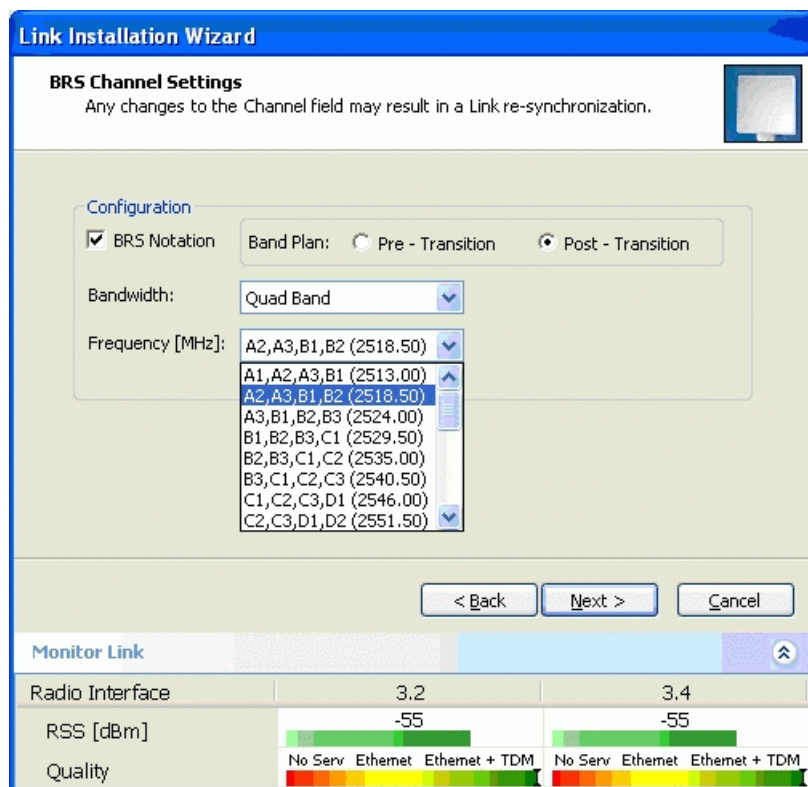 Link Installation Wizard
BRS Channel Settings
Any changes to the Channel field may result in a Link re-synchronization.
Configuration
BRS Notation Band Plan: Pre - Transition Post - Transition
Bandwidth: Quad Band
Frequency [MHz]: A2,A3,B1,B2 (2518.50)
A1,A2,A3,B1 (2513.00)
A2,A3,B1,B2 (2518.50)
A3,B1,B2,B3 (2524.00)
B1,B2,B3,C1 (2529.50)
B2,B3,C1,C2 (2535.00)
B3,C1,C2,C3 (2540.50)
C1,C2,C3,D1 (2546.00)
C2,C3,D1,D2 (2551.50)
< Back Next > Cancel
Monitor Link
Radio Interface 3.2 3.4
RSS [dBm] -55 -55
Quality No Serv Ethernet Ethernet + TDM No Serv Ethernet Ethernet + TDM